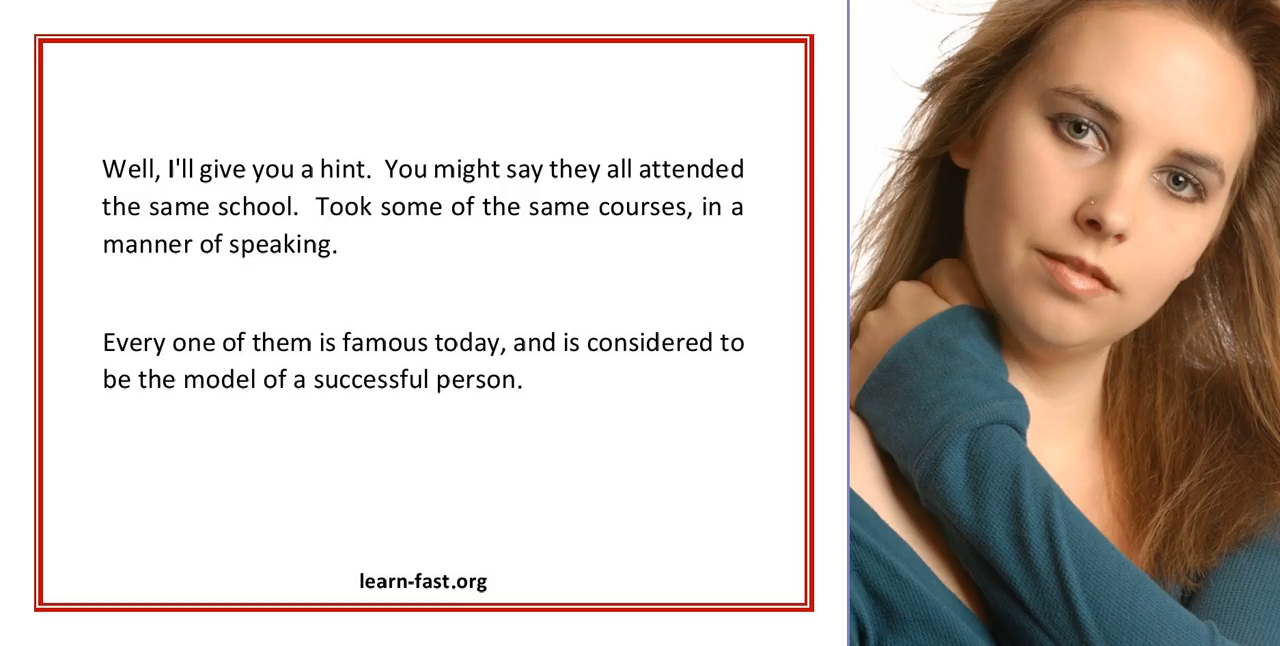 Well, I'll give you a hint. You might say they all attended
the same school. Took some of the same courses, in a
manner of speaking.
Every one of them is famous today, and is considered to
be the model of a successful person.
learn-fast.org